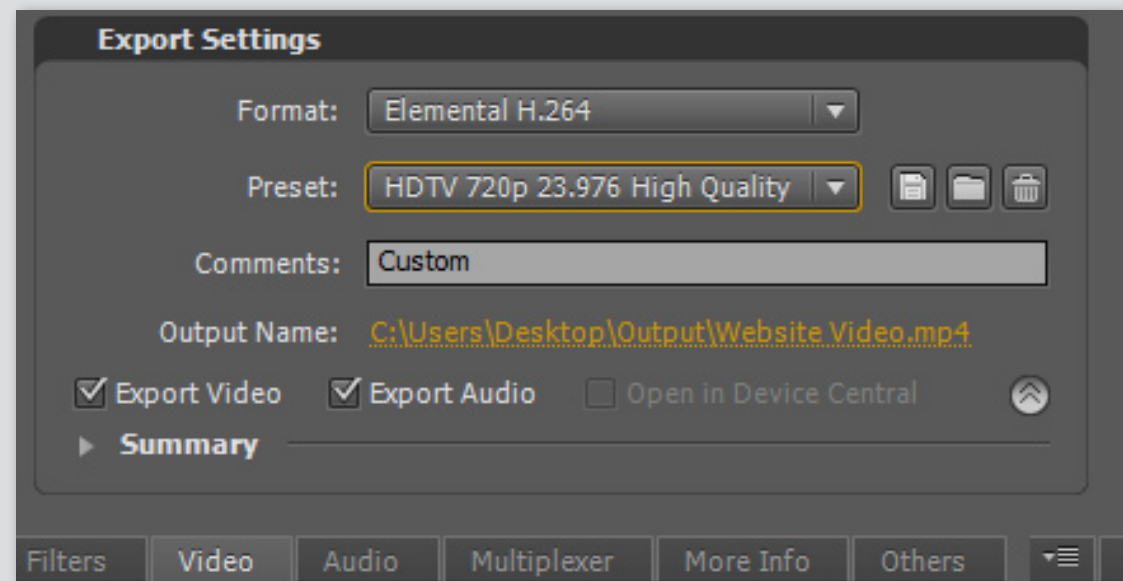 Export Settings
Format: Elemental H.264
Preset: HDTV 720p 23.976 High Quality
Comments: Custom
Output Name: C:\Users\Desktop\Output\Website Video.mp4
Export Video Export Audio Open in Device Central
Summary
Filters Video Audio Multiplexer More Info Others